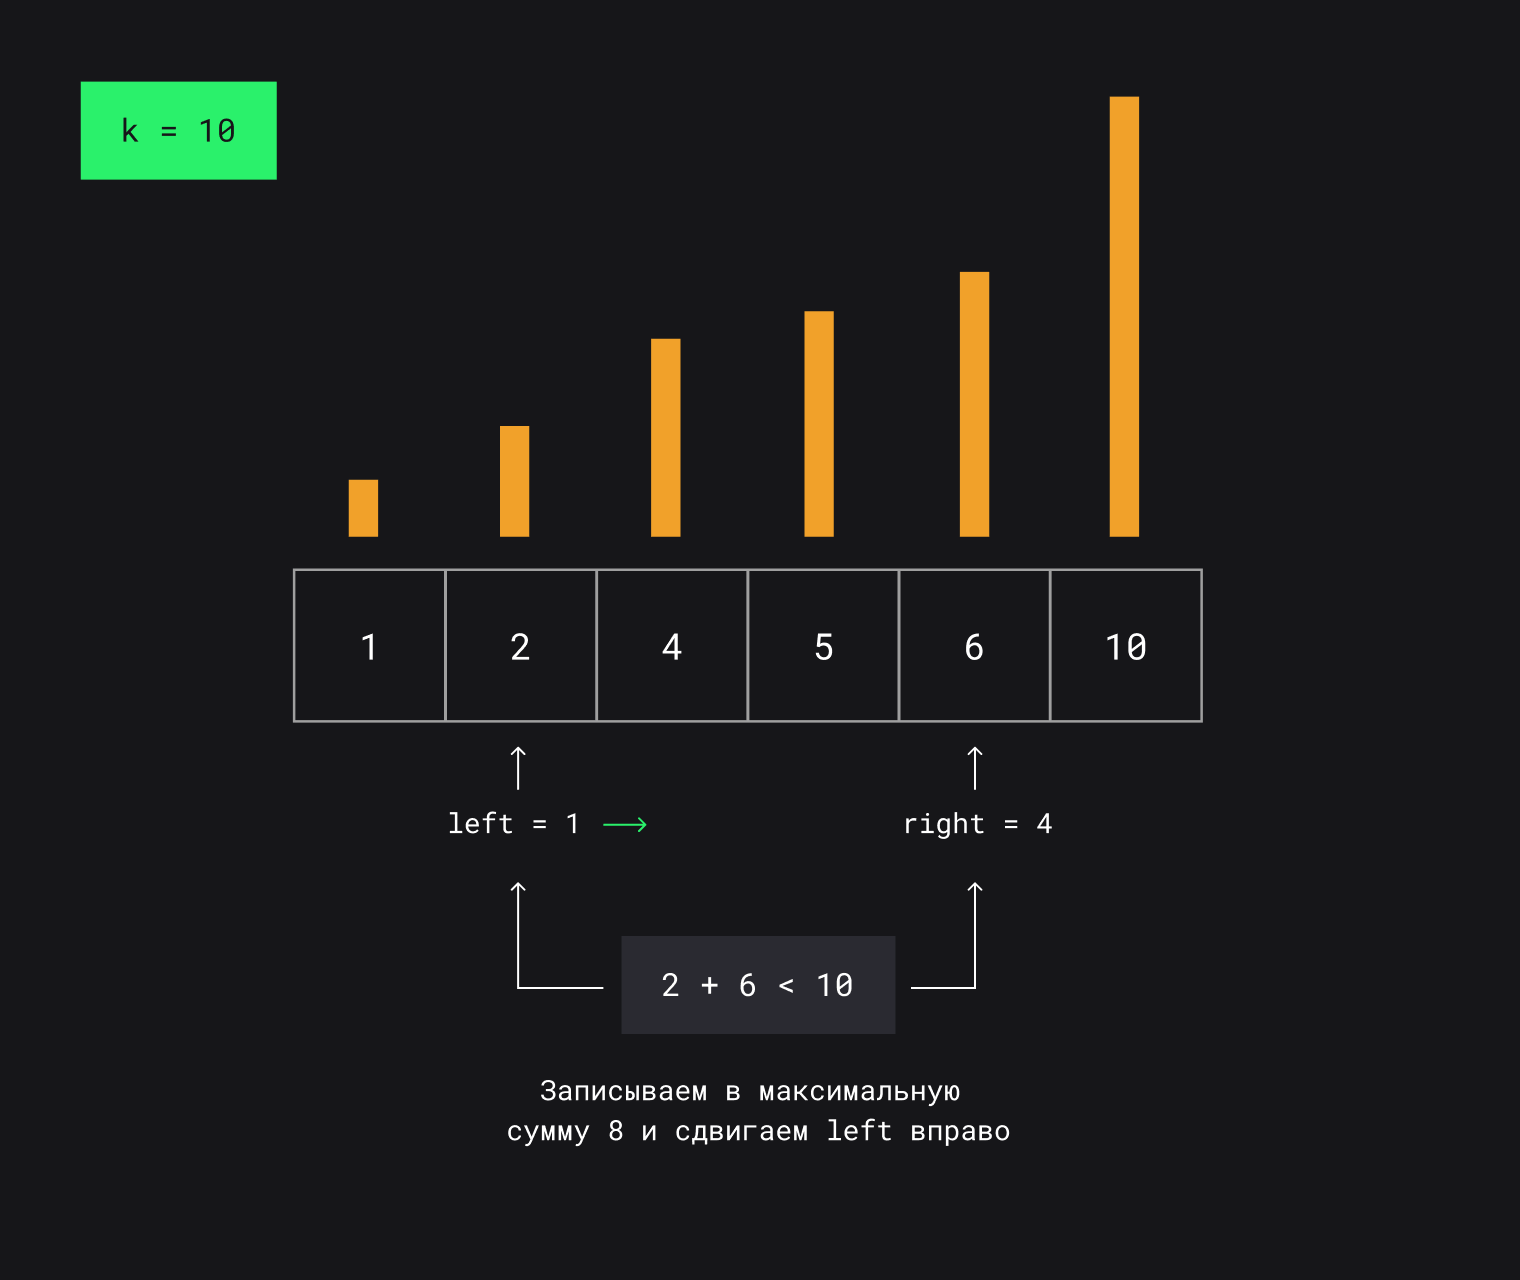 k = 10
1 2 4 5 6 10
left = 1 right = 4
2 + 6 < 10
Записываем в максимальную
сумму 8 и сдвигаем left вправо